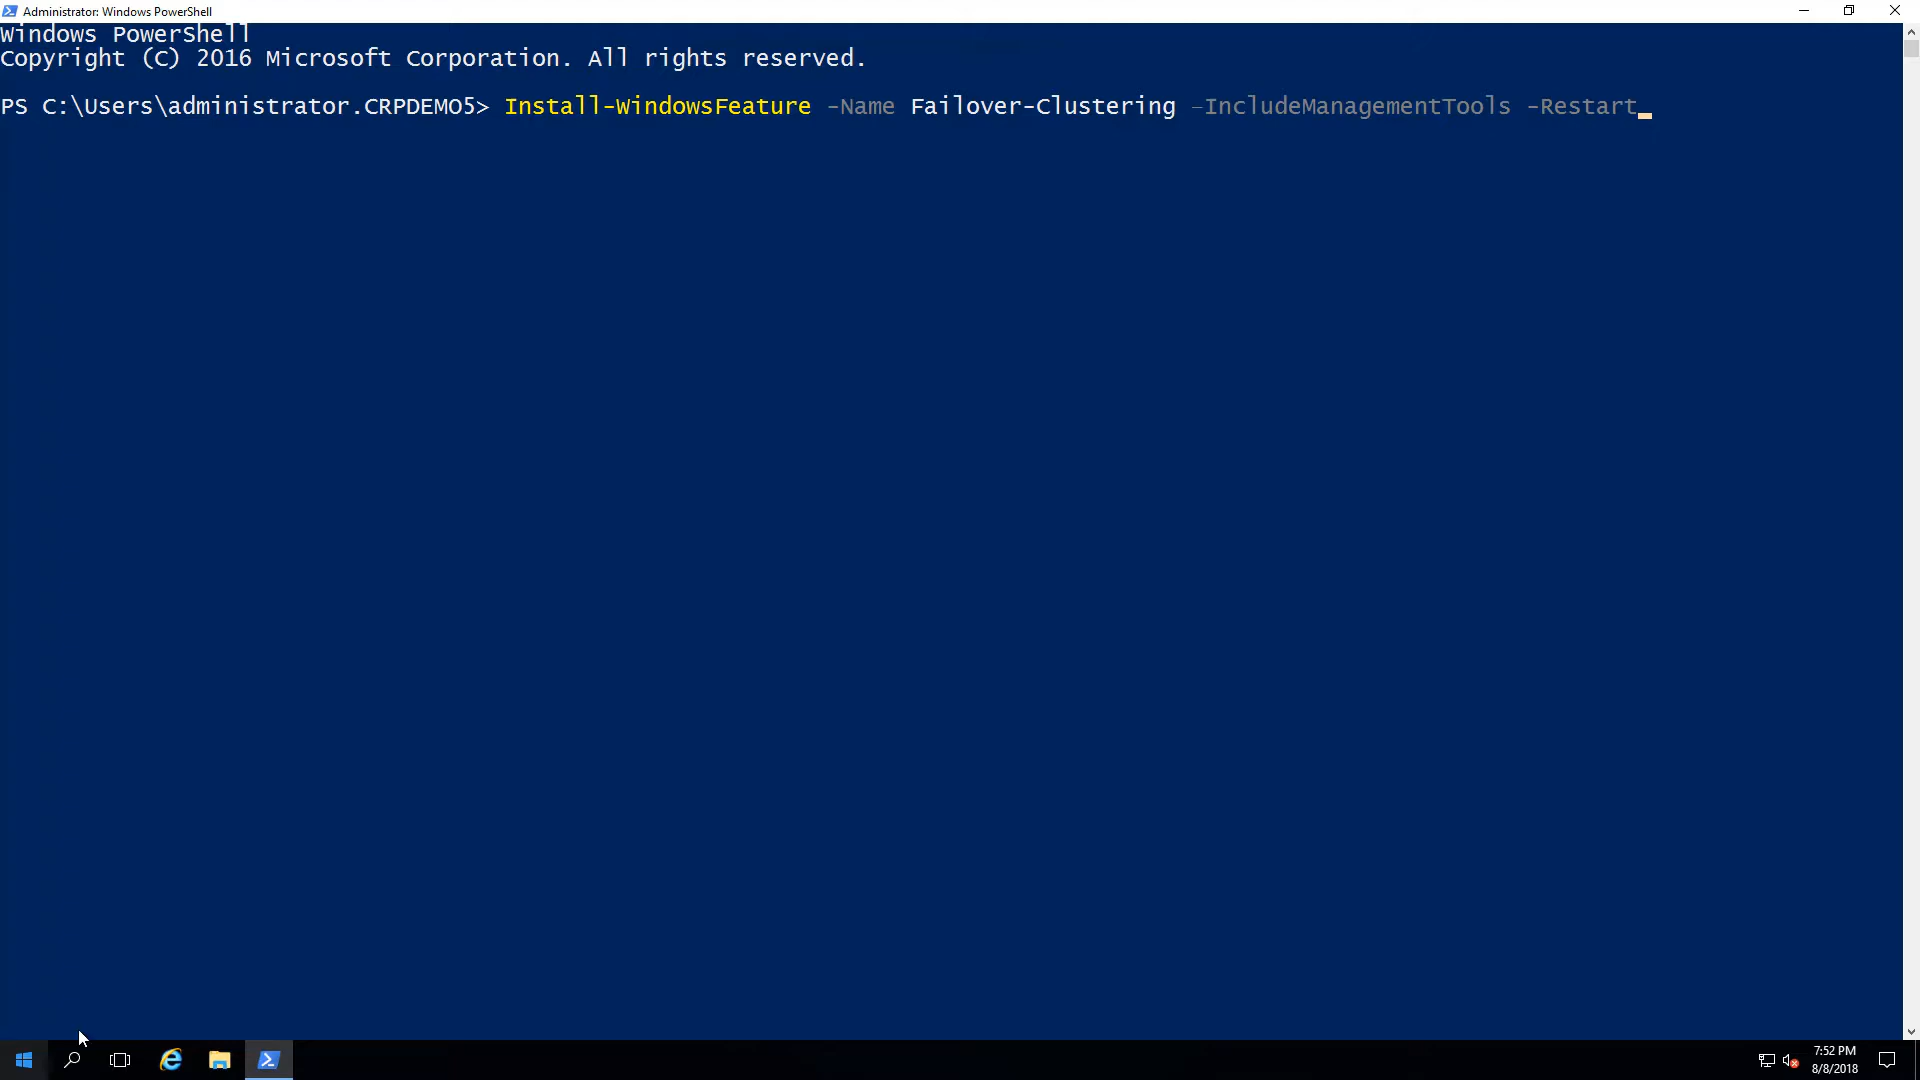 Administrator: Windows PowerShell
Windows PowerShell
Copyright (C) 2016 Microsoft Corporation. All rights reserved.
PS C:\Users\administrator.CRPDEMO5> Install-WindowsFeature -Name Failover-Clustering –IncludeManagementTools -Restart
7:52 PM
8/8/2018